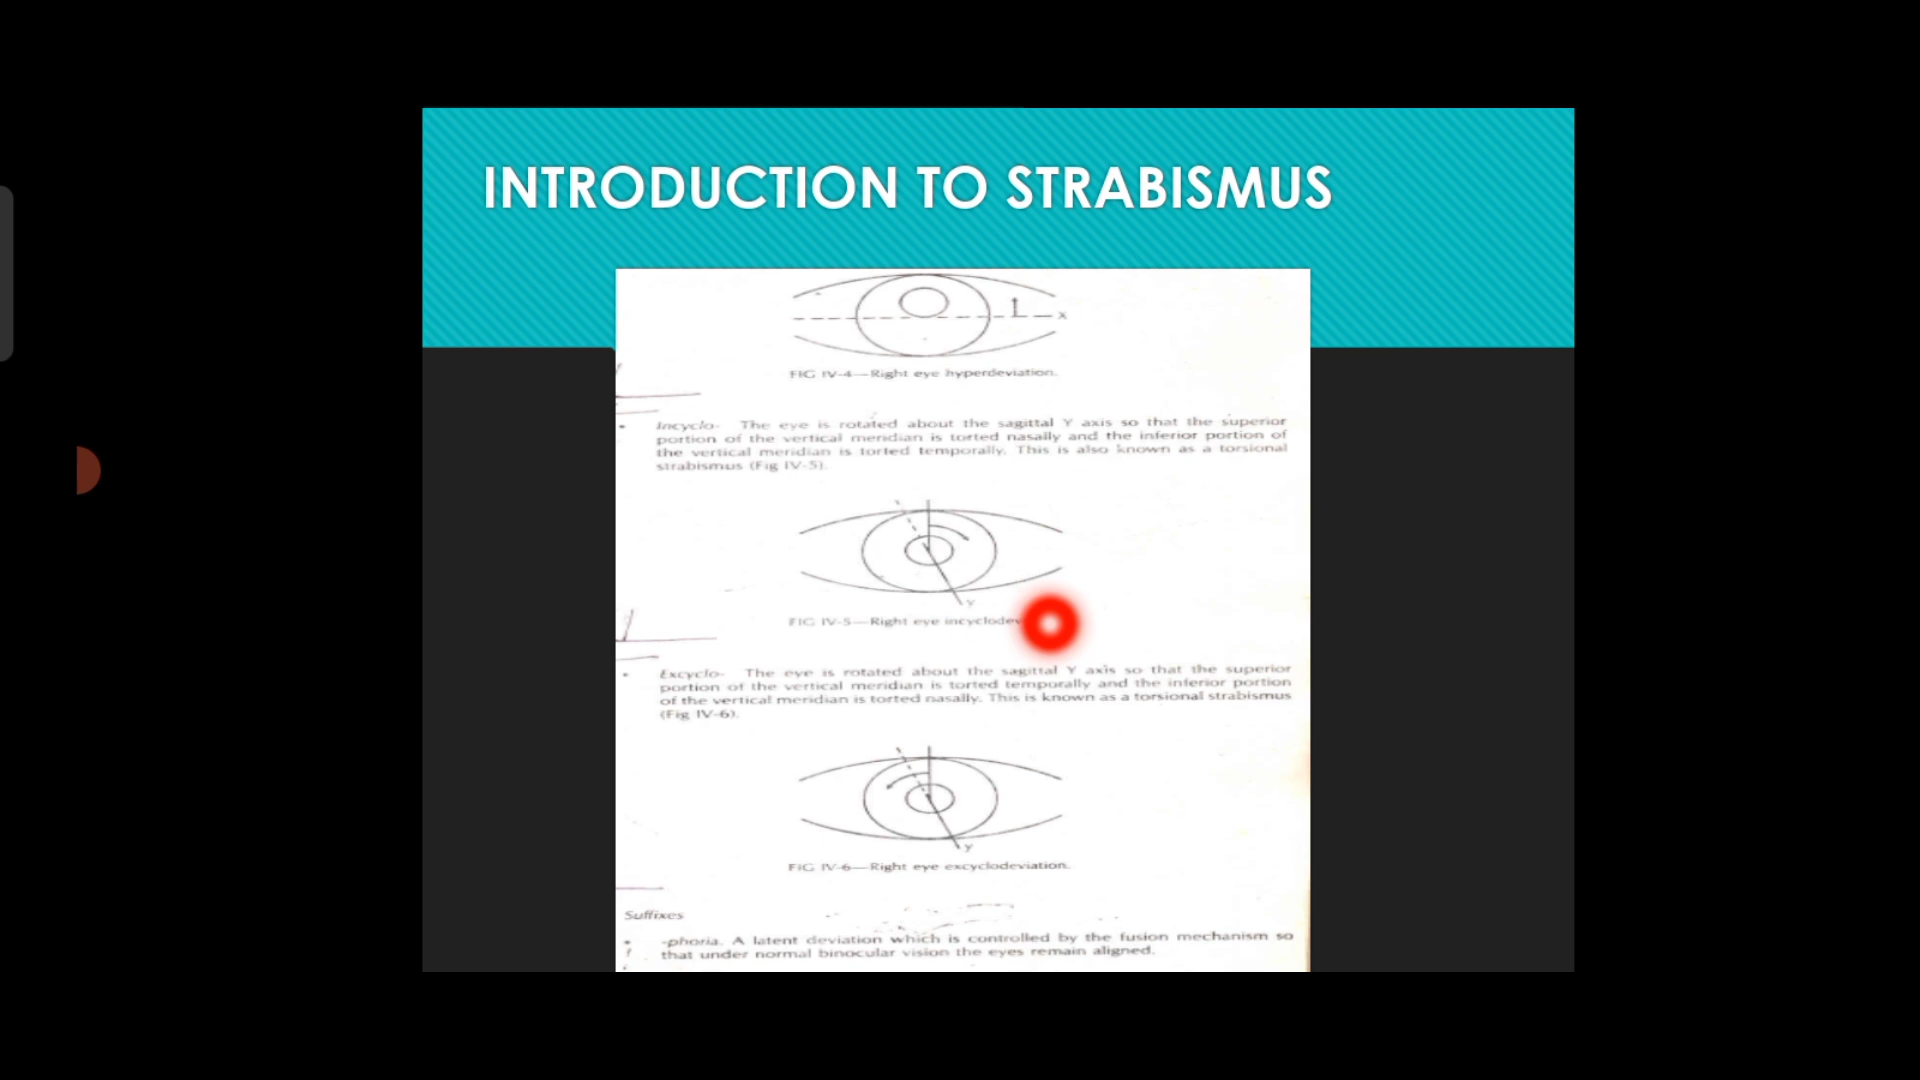 INTRODUCTION TO STRABISMUS
x
FIG IV-4—Right eye hyperdeviation.
• Incyclo- The eye is rotated about the sagittal Y axis so that the superior
portion of the vertical meridian is torted nasally and the inferior portion of
the vertical meridian is torted temporally. This is also known as a torsional
strabismus (Fig IV-5).
Y
FIG IV-5—Right eye incyclodev
• Excyclo- The eye is rotated about the sagittal Y axis so that the superior
portion of the vertical meridian is torted temporally and the inferior portion
of the vertical meridian is torted nasally. This is known as a torsional strabismus
(Fig IV-6).
y
FIG IV-6—Right eye excyclodeviation.
Suffixes
• -phoria. A latent deviation which is controlled by the fusion mechanism so
that under normal binocular vision the eyes remain aligned.